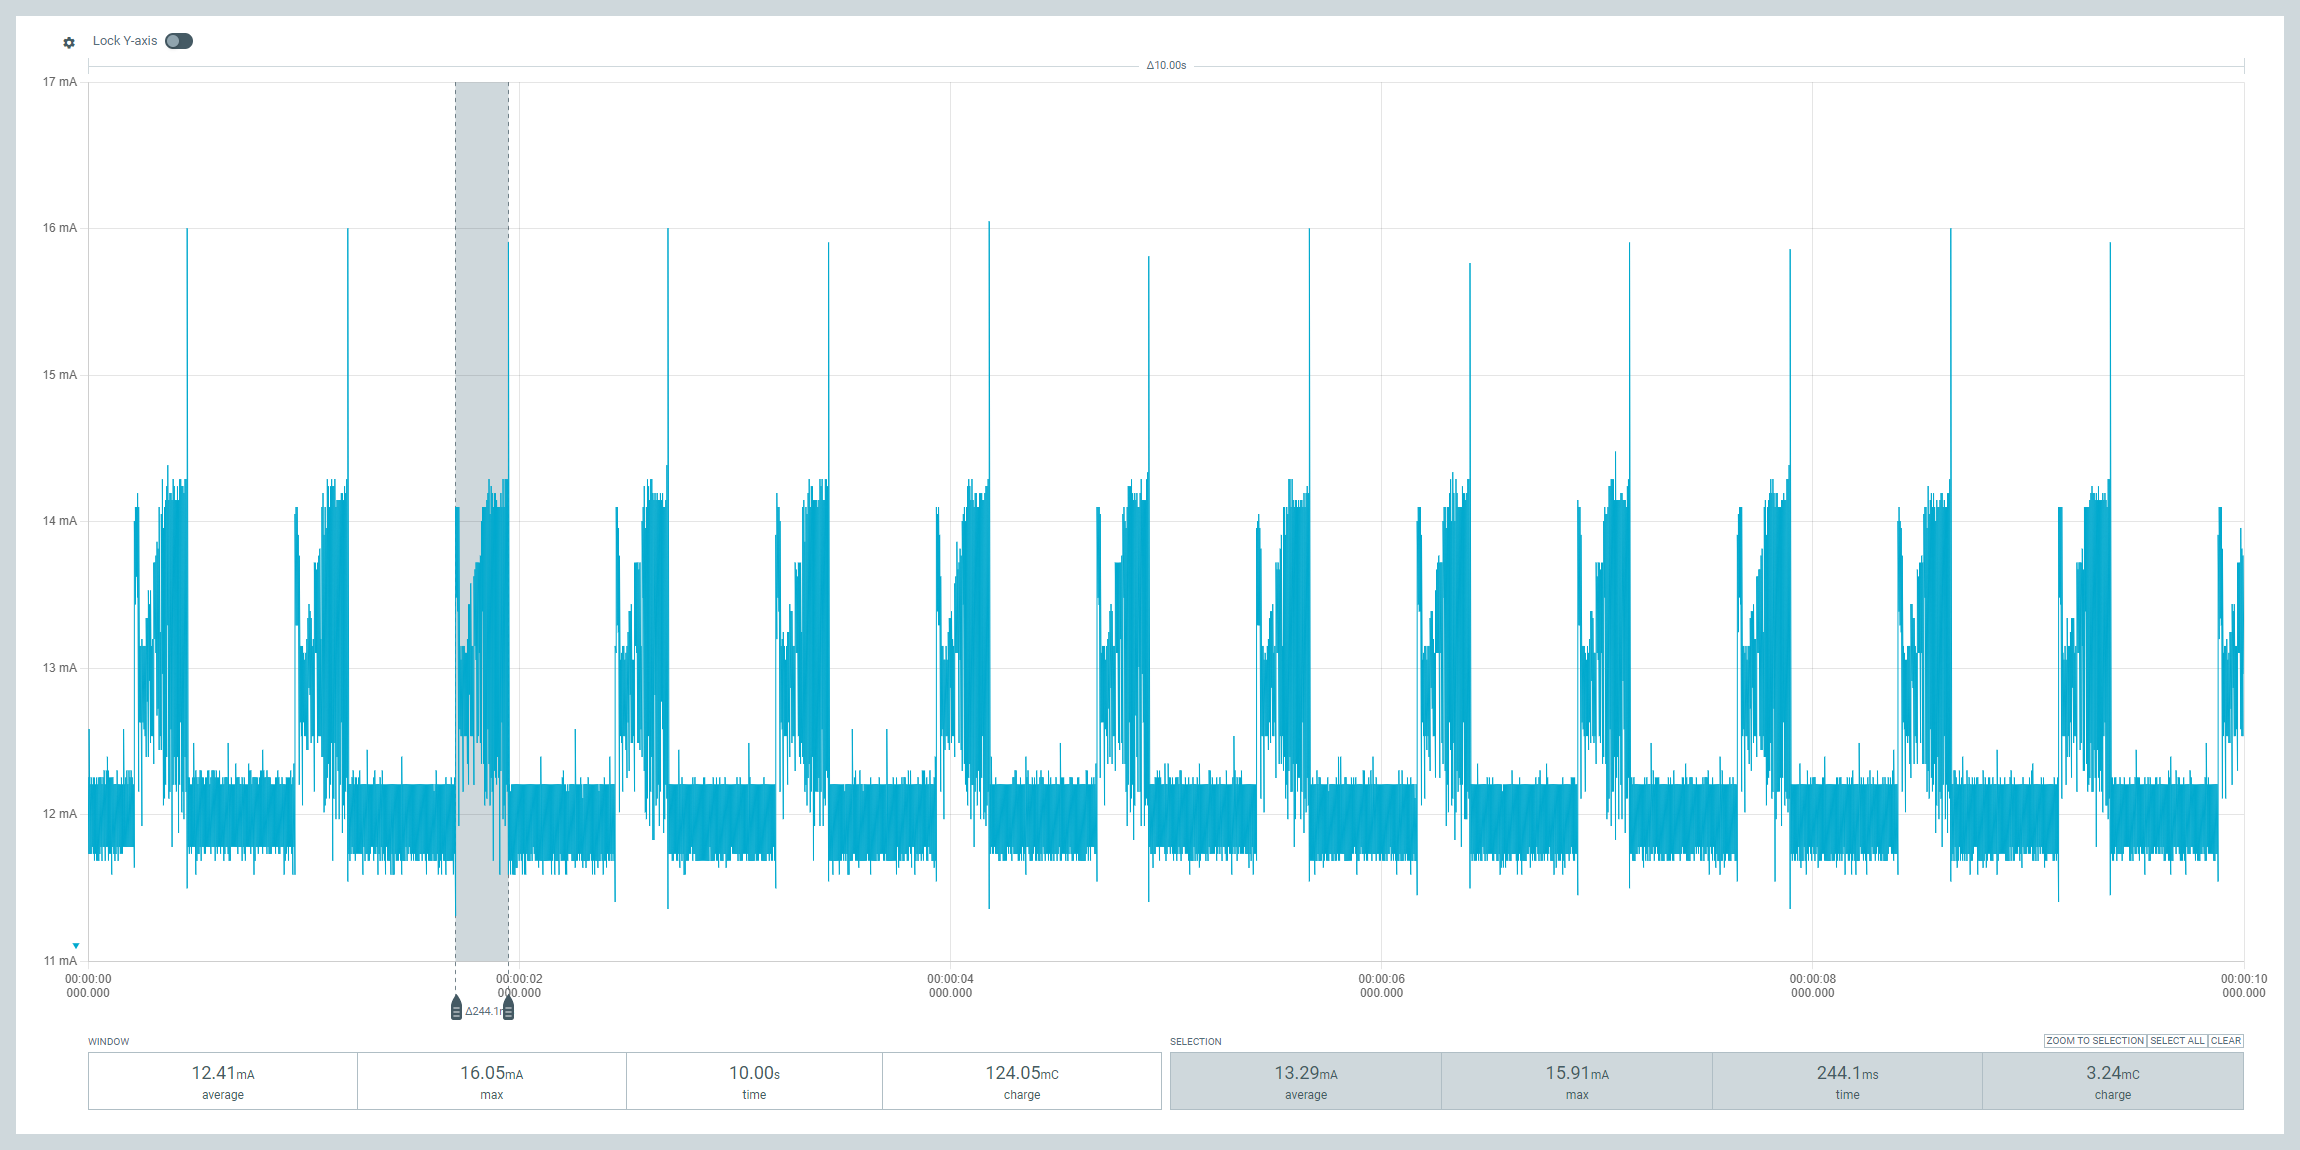 Lock Y-axis
Δ10.00s
17 mA
16 mA
15 mA
14 mA
13 mA
12 mA
11 mA
00:00:00 00:00:02 00:00:04 00:00:06 00:00:08 00:00:10
000.000 000.000 000.000 000.000 000.000 000.000
Δ244.1
WINDOW
12.41mA 16.05mA 10.00s 124.05mC
average max time charge
SELECTION
ZOOM TO SELECTION SELECT ALL CLEAR
13.29mA 15.91mA 244.1ms 3.24mC
average max time charge